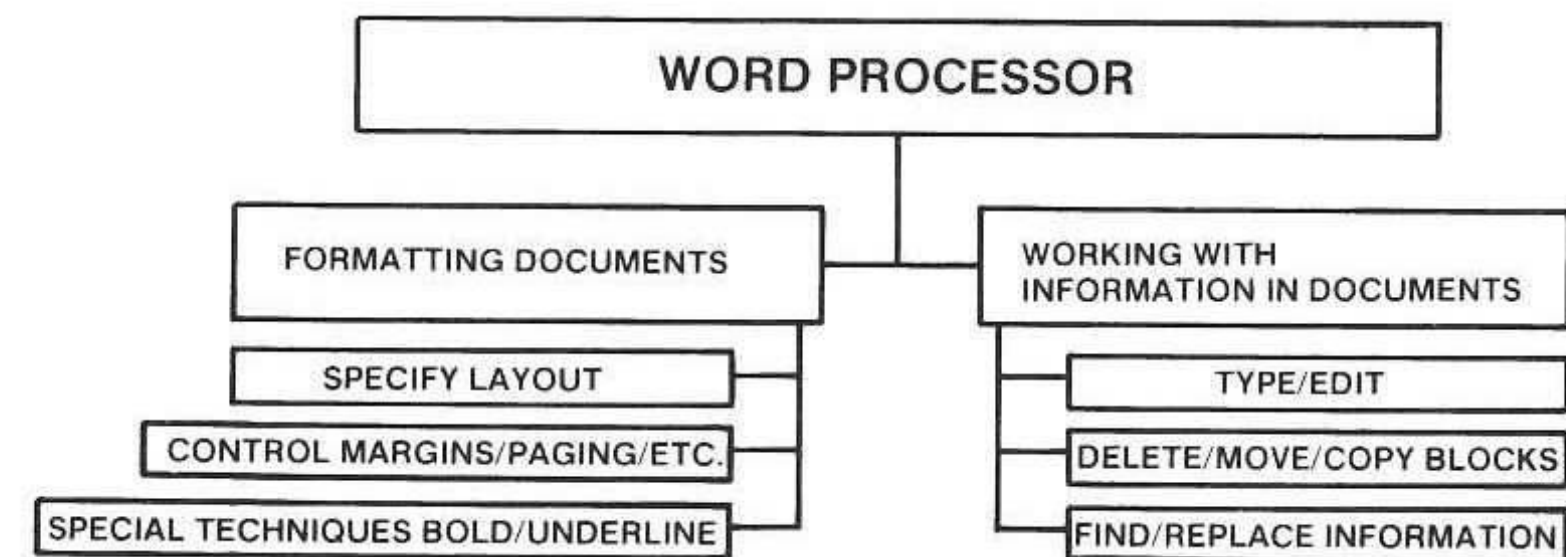 WORD PROCESSOR
FORMATTING DOCUMENTS
SPECIFY LAYOUT
CONTROL MARGINS/PAGING/ETC.
SPECIAL TECHNIQUES BOLD/UNDERLINE
WORKING WITH
INFORMATION IN DOCUMENTS
TYPE/EDIT
DELETE/MOVE/COPY BLOCKS
FIND/REPLACE INFORMATION